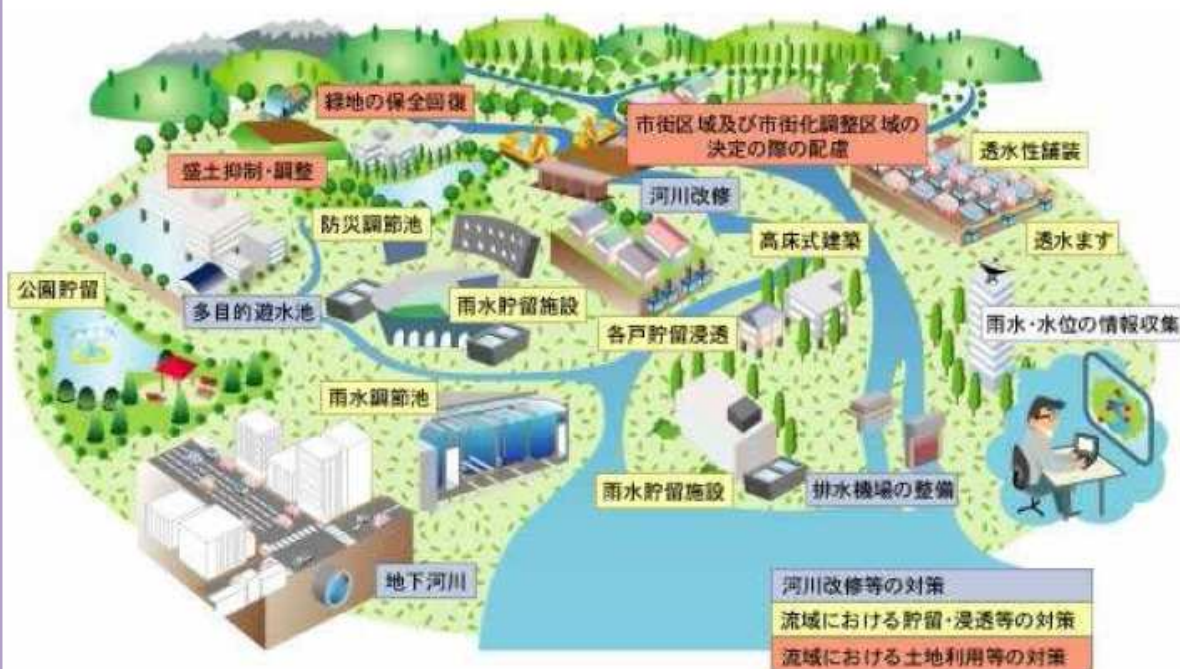 緑地の保全回復
市街区域及び市街化調整区域の
決定の際の配慮
透水性舗装
盛土抑制・調整
河川改修
防災調節池
高床式建築
透水ます
公園貯留
多目的遊水池
雨水貯留施設
各戸貯留浸透
雨水・水位の情報収集
雨水調節池
雨水貯留施設
排水機場の整備
地下河川
河川改修等の対策
流域における貯留・浸透等の対策
流域における土地利用等の対策